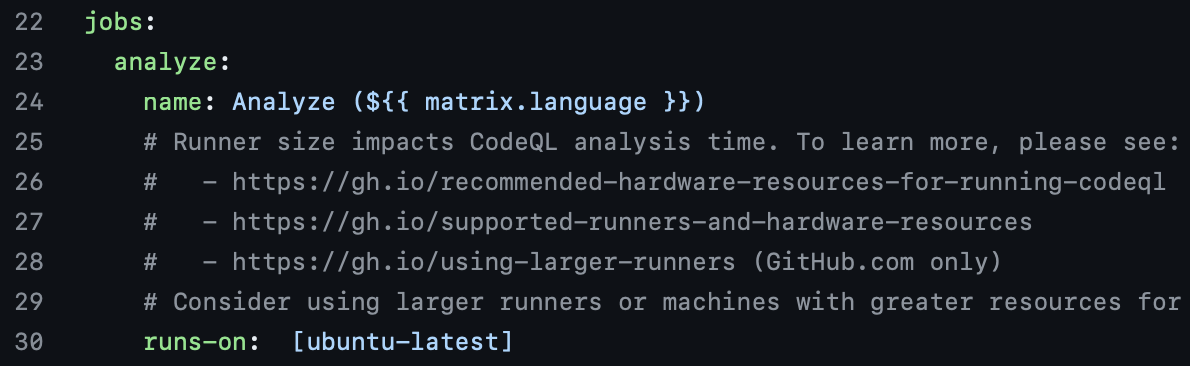 22 jobs:
23 analyze:
24 name: Analyze (${{ matrix.language }})
25 # Runner size impacts CodeQL analysis time. To learn more, please see:
26 # - https://gh.io/recommended-hardware-resources-for-running-codeql
27 # - https://gh.io/supported-runners-and-hardware-resources
28 # - https://gh.io/using-larger-runners (GitHub.com only)
29 # Consider using larger runners or machines with greater resources for
30 runs-on:  [ubuntu-latest]